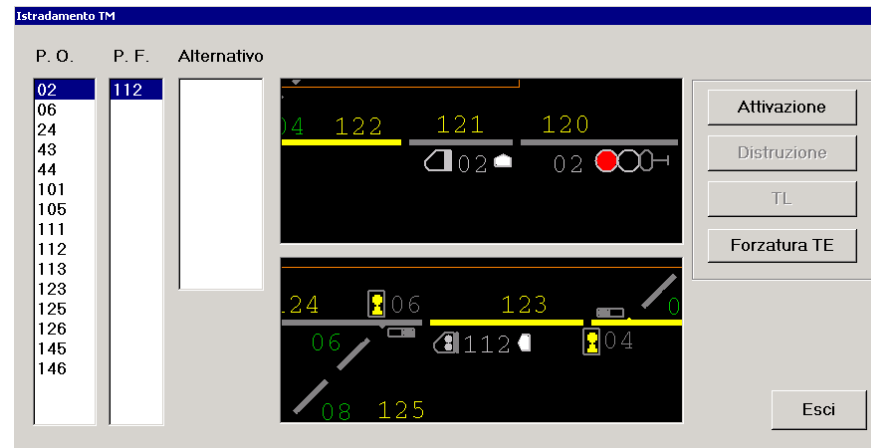 Istradamento TM
P. O. P. F. Alternativo
02 112
06
24
43
44
101
105
111
112
113
123
125
126
145
146
04 122 121 120
02 02
124 06 123 0
06 112 04
08 125
Attivazione
Distruzione
TL
Forzatura TE
Esci